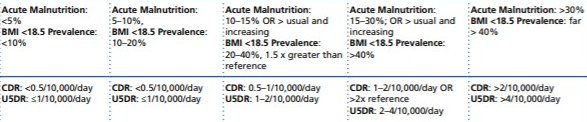 Acute Malnutrition:
<5%
BMI <18.5 Prevalence:
<10%
Acute Malnutrition:
5–10%,
BMI <18.5 Prevalence:
10–20%
Acute Malnutrition:
10–15% OR > usual and
increasing
BMI <18.5 Prevalence:
20–40%, 1.5 x greater than
reference
Acute Malnutrition:
15–30%; OR > usual and
increasing
BMI <18.5 Prevalence:
>40%
Acute Malnutrition: >30%
BMI <18.5 Prevalence: far
> 40%
CDR: <0.5/10,000/day
U5DR: ≤1/10,000/day
CDR: <0.5/10,000/day
U5DR: ≤1/10,000/day
CDR: 0.5–1/10,000/day
U5DR: 1–2/10,000/day
CDR: 1–2/10,000/day OR
>2x reference
U5DR: 2–4/10,000/day
CDR: >2/10,000/day
U5DR: >4/10,000/day